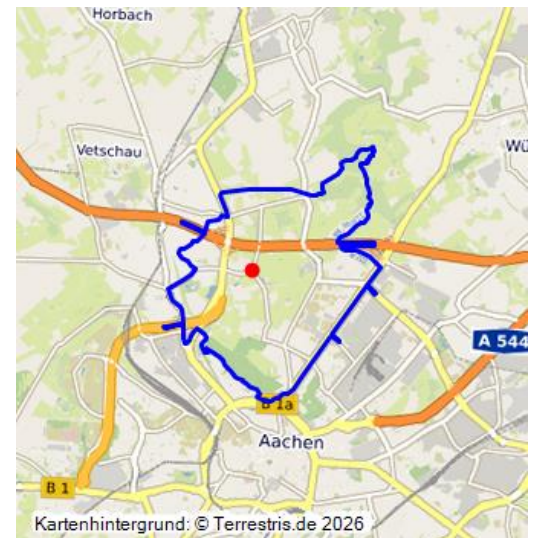 Horbach
Vetschau
Wü
A 544
B 1a
Aachen
B 1
Kartenhintergrund: © Terrestris.de 2026